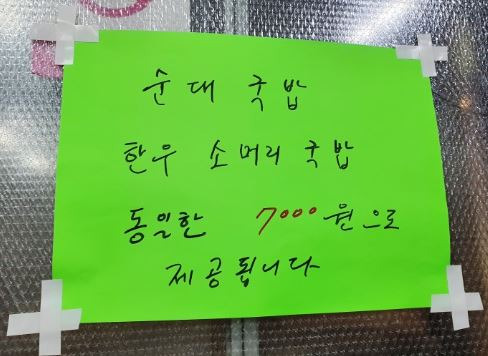 순대 국밥
한우 소머리 국밥
동일한 7000원으로
제공됩니다